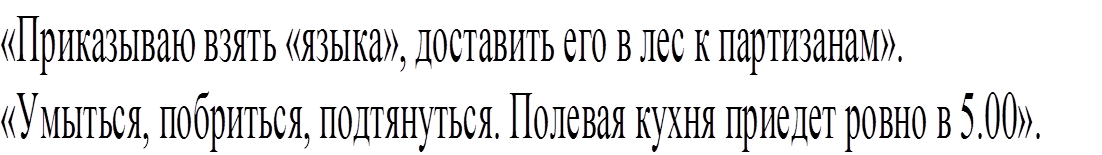 «Приказываю взять «языка», доставить его в лес к партизанам».
«Умыться, побриться, подтянуться. Полевая кухня приедет ровно в 5.00».